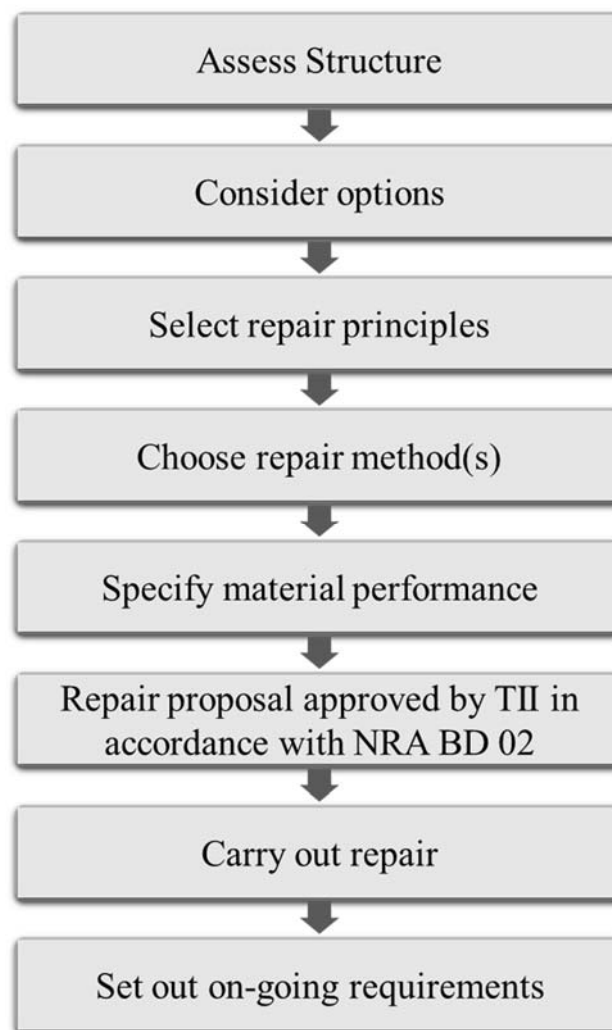 Assess Structure
Consider options
Select repair principles
Choose repair method(s)
Specify material performance
Repair proposal approved by TII in
accordance with NRA BD 02
Carry out repair
Set out on-going requirements